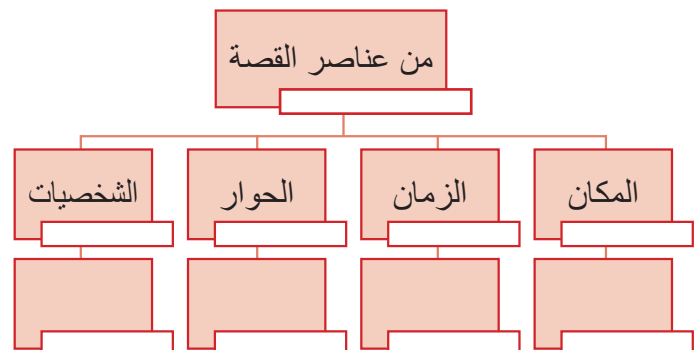 من عناصر القصة
المكان
الزمان
الحوار
الشخصيات